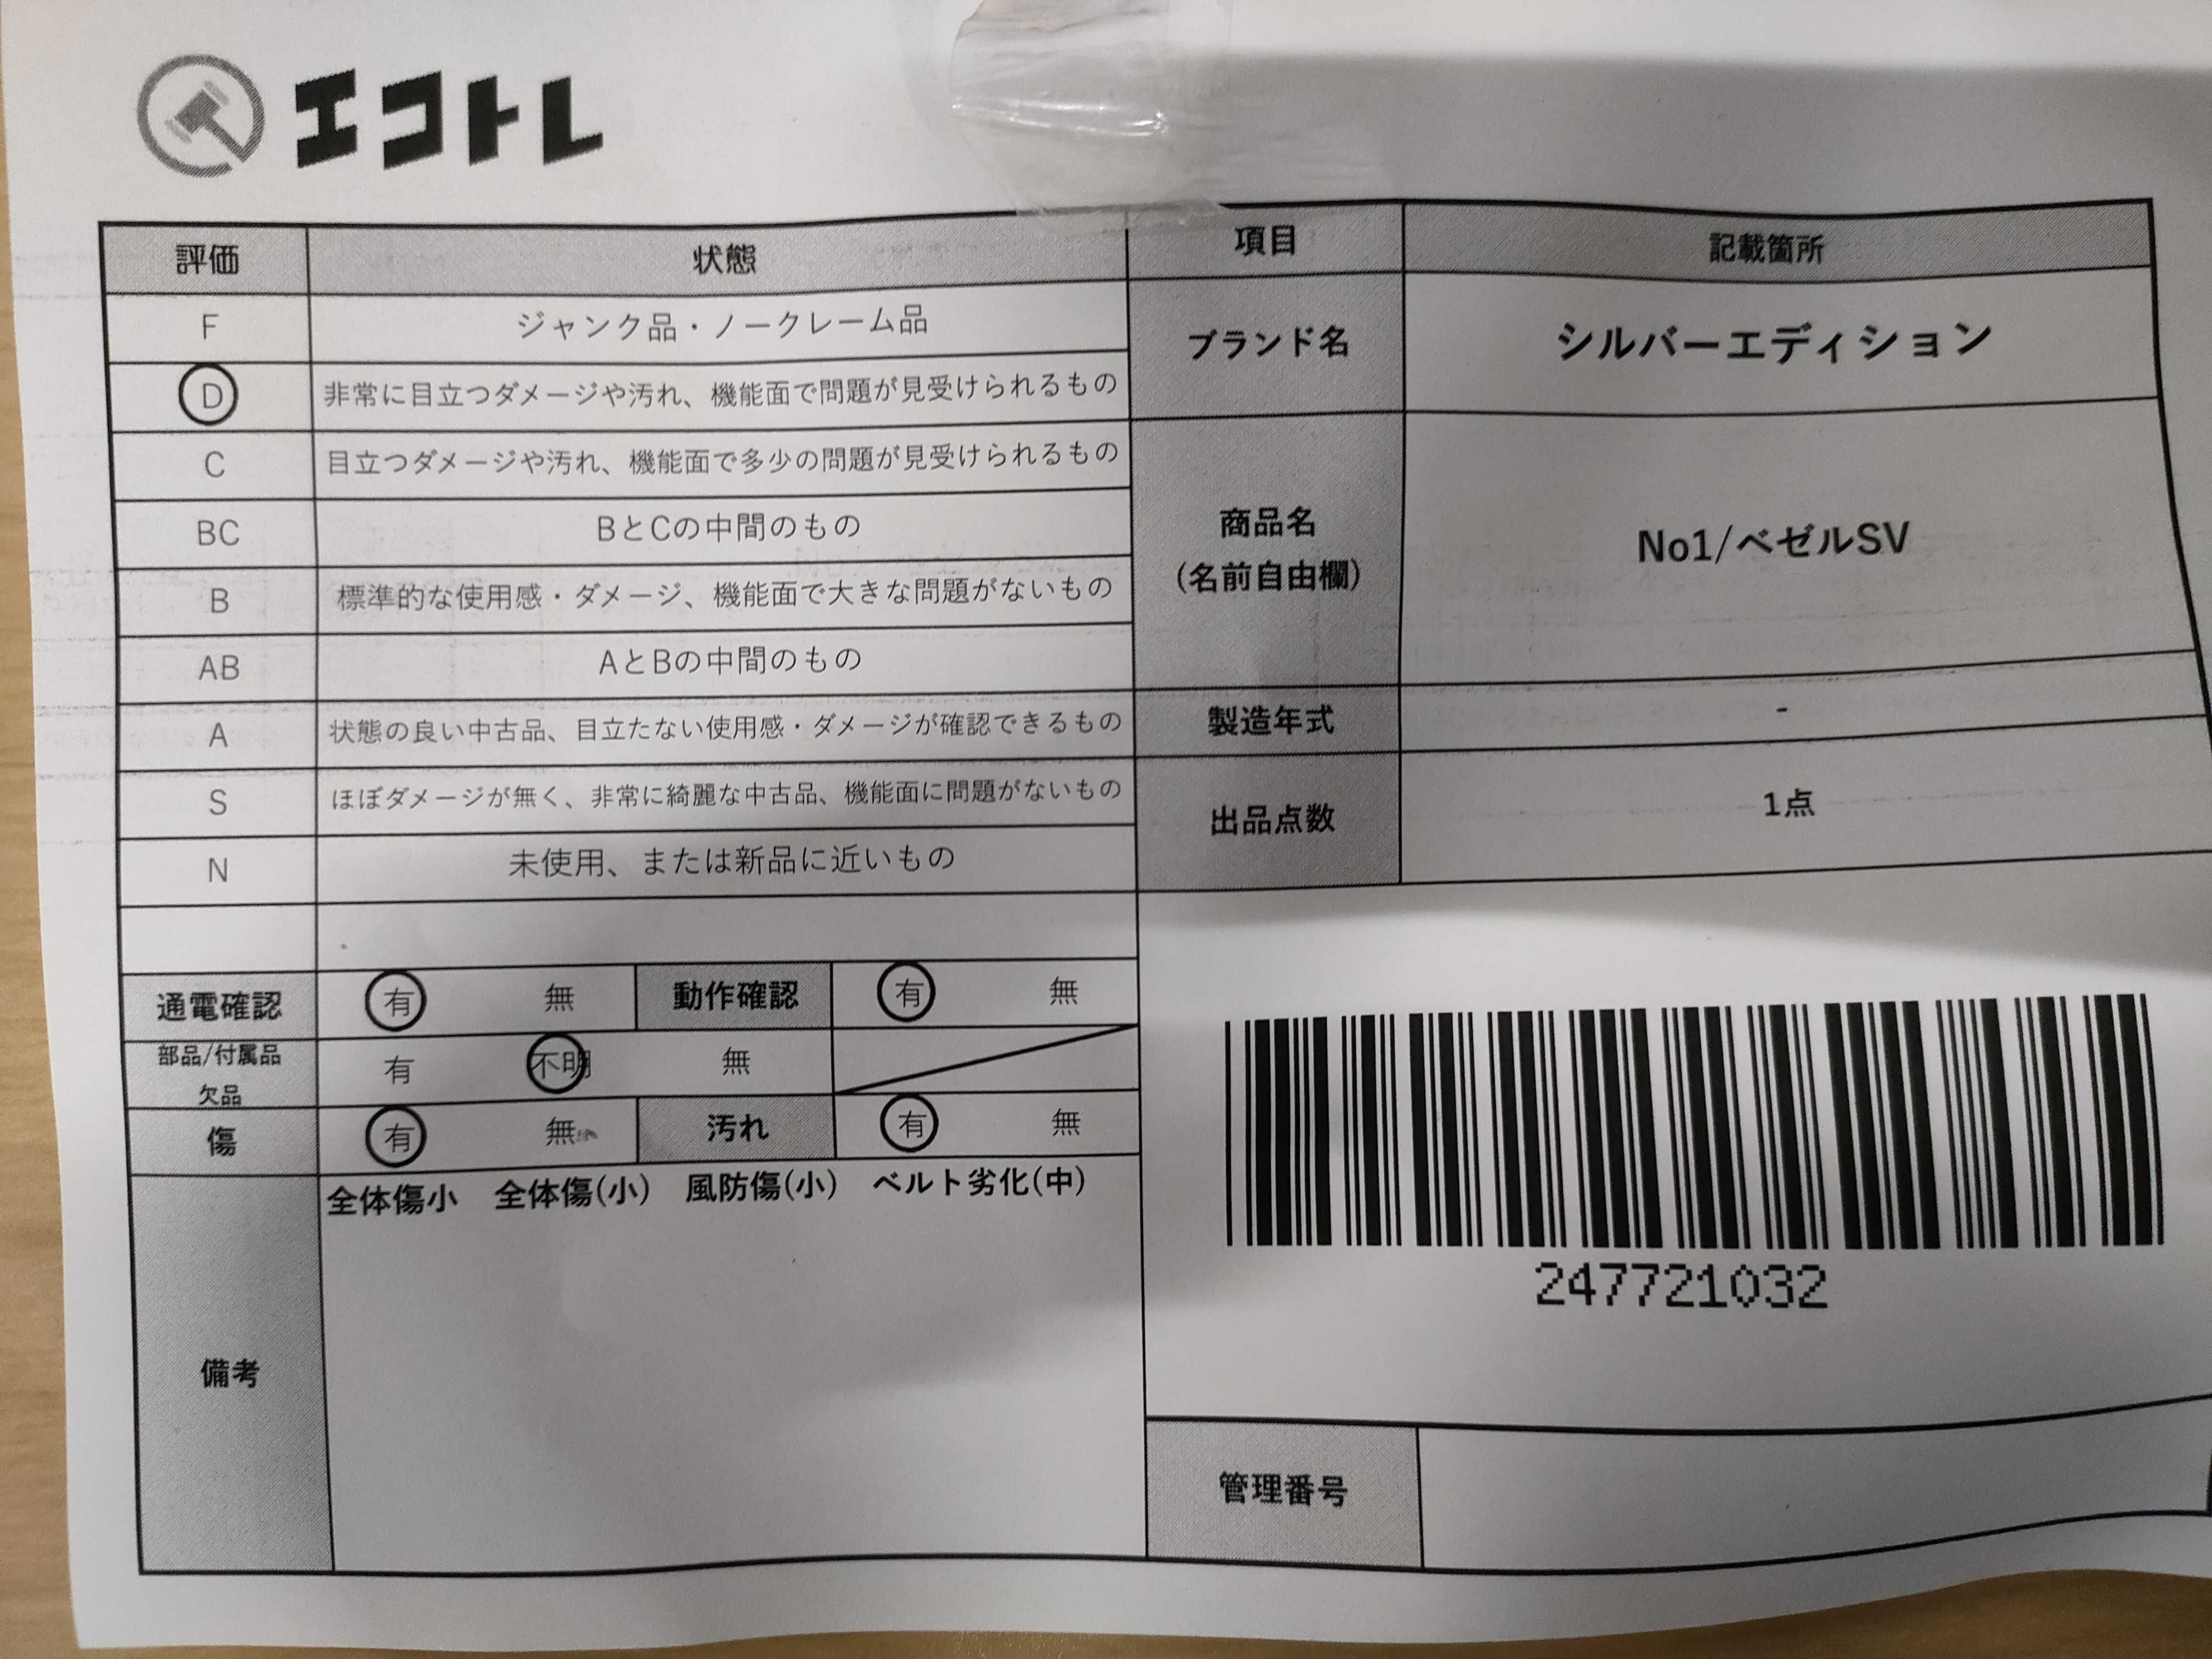 エコトレ
評価 状態
F ジャンク品・ノークレーム品
D 非常に目立つダメージや汚れ、機能面で問題が見受けられるもの
C 目立つダメージや汚れ、機能面で多少の問題が見受けられるもの
BC BとCの中間のもの
B 標準的な使用感・ダメージ、機能面で大きな問題がないもの
AB AとBの中間のもの
A 状態の良い中古品、目立たない使用感・ダメージが確認できるもの
S ほぼダメージが無く、非常に綺麗な中古品、機能面に問題がないもの
N 未使用、または新品に近いもの
通電確認 有 無 動作確認 有 無
部品/付属品
欠品 有 不明 無
傷 有 無 汚れ 有 無
備考 全体傷小 全体傷(小) 風防傷(小) ベルト劣化(中)
項目 記載箇所
ブランド名 シルバーエディション
商品名
(名前自由欄) No1/ベゼルSV
製造年式 -
出品点数 1点
247721032
管理番号